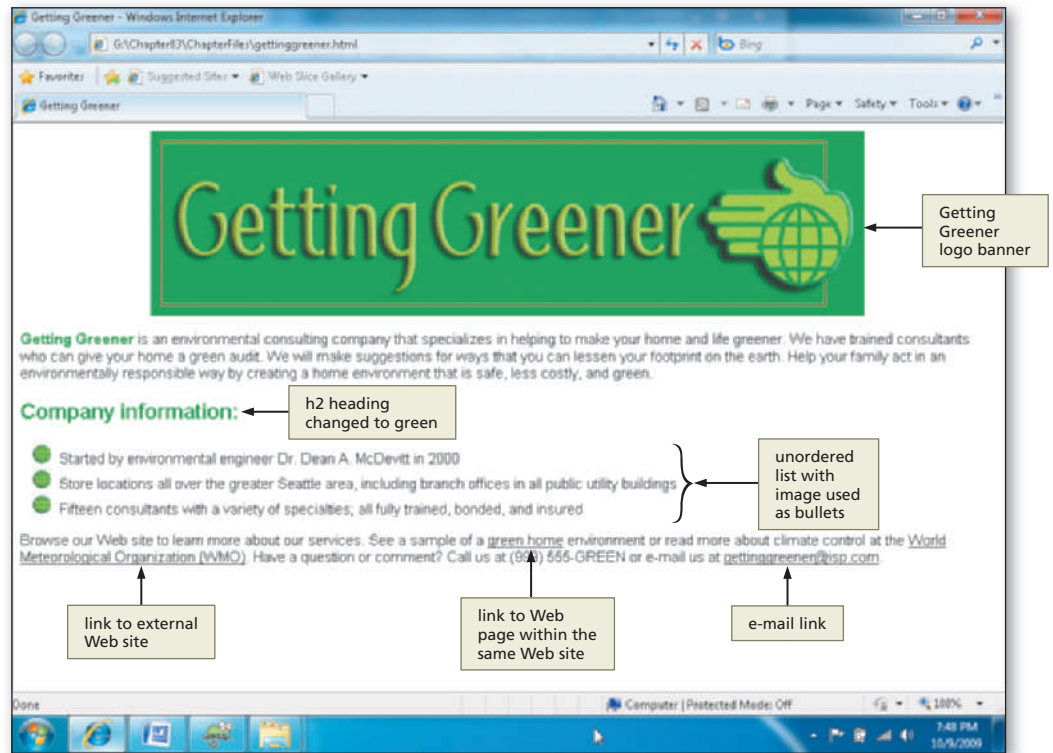 Getting Greener - Windows Internet Explorer
G:\Chapter03\ChapterFiles\gettinggreener.html
Bing
Favorites
Suggested Sites
Web Slice Gallery
Getting Greener
Page
Safety
Tools
Getting Greener
Getting
Greener
logo banner
Getting Greener is an environmental consulting company that specializes in helping to make your home and life greener. We have trained consultants
who can give your home a green audit. We will make suggestions for ways that you can lessen your footprint on the earth. Help your family act in an
environmentally responsible way by creating a home environment that is safe, less costly, and green.
Company information:
h2 heading
changed to green
Started by environmental engineer Dr. Dean A. McDevitt in 2000
Store locations all over the greater Seattle area, including branch offices in all public utility buildings
Fifteen consultants with a variety of specialties; all fully trained, bonded, and insured
unordered
list with
image used
as bullets
Browse our Web site to learn more about our services. See a sample of a green home environment or read more about climate control at the World
Meteorological Organization (WMO). Have a question or comment? Call us at 555-GREEN or e-mail us at gettinggreener@isp.com.
link to external
Web site
link to Web
page within the
same Web site
e-mail link
Done
Computer | Protected Mode: Off
100%
7:48 PM
10/9/2009